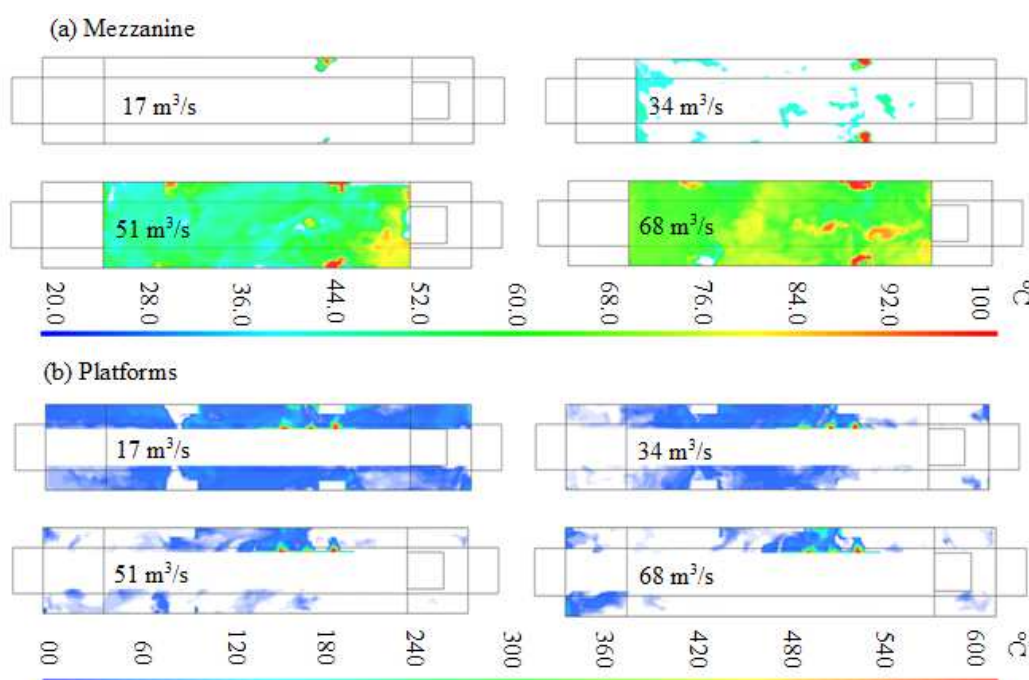 (a) Mezzanine
17 m³/s
34 m³/s
51 m³/s
68 m³/s
20.0 28.0 36.0 44.0 52.0 60.0 68.0 76.0 84.0 92.0 100 °C
(b) Platforms
17 m³/s
34 m³/s
51 m³/s
68 m³/s
00 60 120 180 240 300 360 420 480 540 600 °C